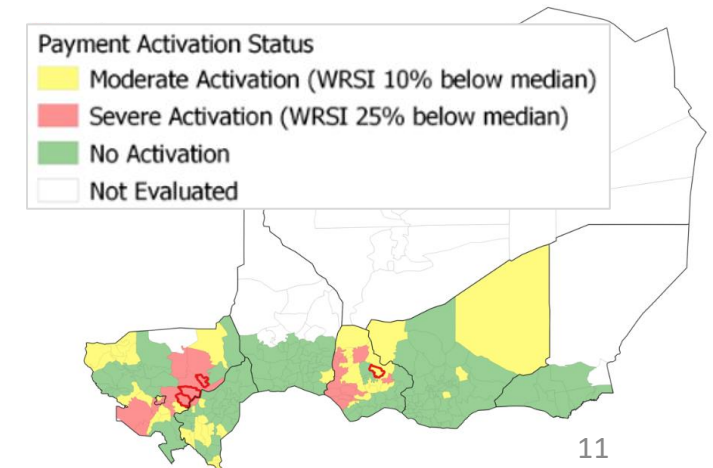 Payment Activation Status
Moderate Activation (WRSI 10% below median)
Severe Activation (WRSI 25% below median)
No Activation
Not Evaluated
11